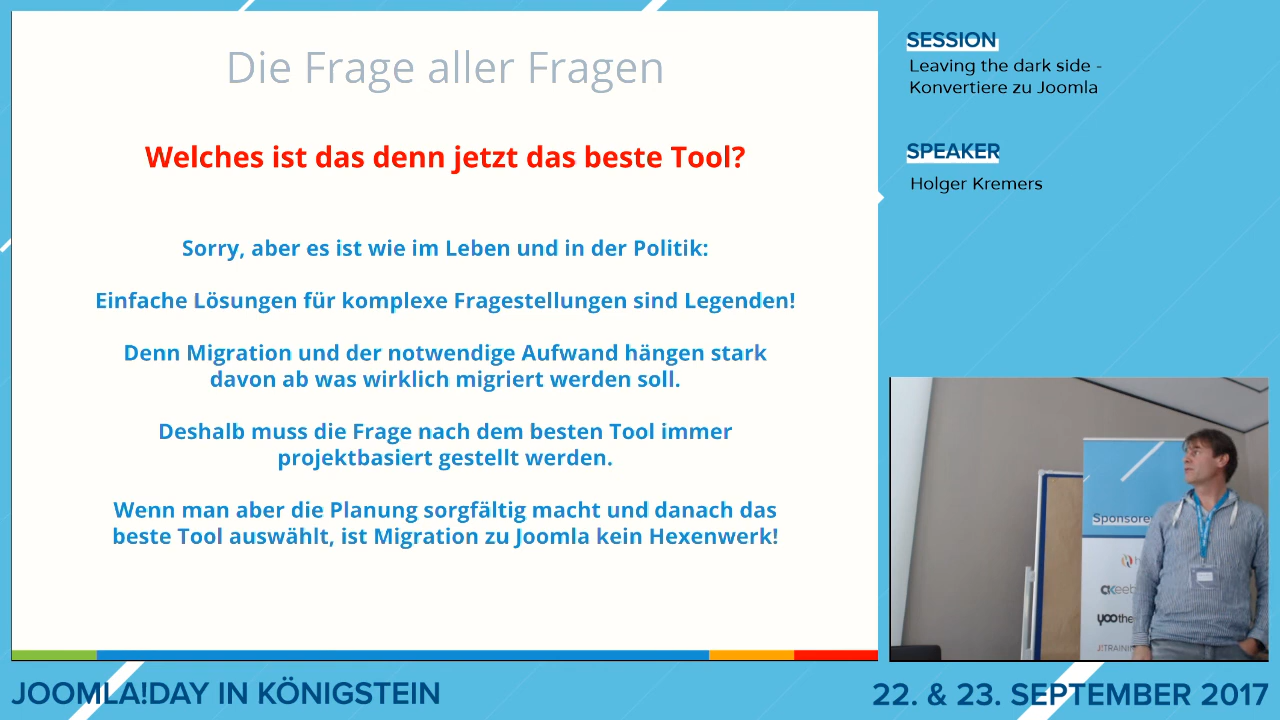 Die Frage aller Fragen
Welches ist das denn jetzt das beste Tool?
Sorry, aber es ist wie im Leben und in der Politik:
Einfache Lösungen für komplexe Fragestellungen sind Legenden!
Denn Migration und der notwendige Aufwand hängen stark
davon ab was wirklich migriert werden soll.
Deshalb muss die Frage nach dem besten Tool immer
projektbasiert gestellt werden.
Wenn man aber die Planung sorgfältig macht und danach das
beste Tool auswählt, ist Migration zu Joomla kein Hexenwerk!
SESSION
Leaving the dark side -
Konvertiere zu Joomla
SPEAKER
Holger Kremers
Sponsore
akeeb
yoothe
J!TRAININ
JOOMLA!DAY IN KÖNIGSTEIN
22. & 23. SEPTEMBER 2017